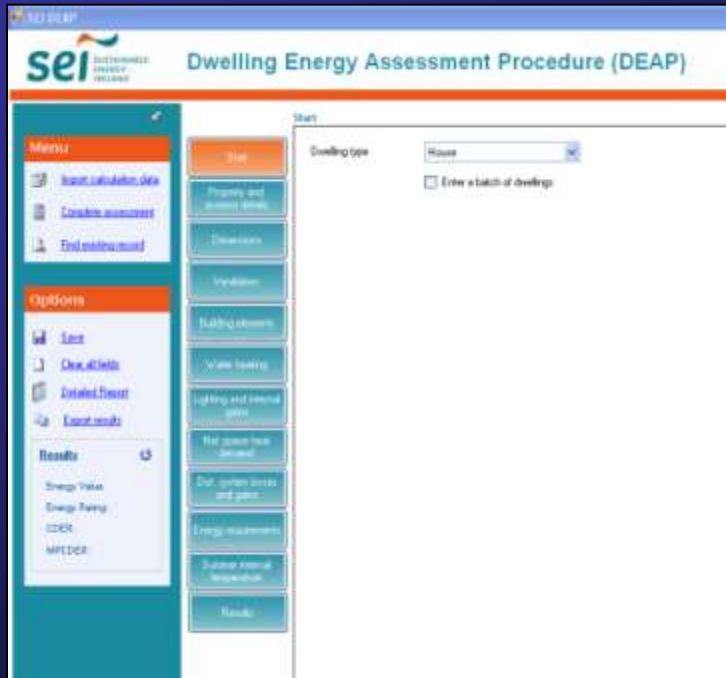 SEI DEAP
sei SUSTAINABLE
ENERGY
IRELAND
Dwelling Energy Assessment Procedure (DEAP)
Menu
Import calculation data
Complete assessment
Find existing record
Options
Save
Clear all fields
Detailed Report
Export results
Results
Energy Value
Energy Rating
CDER:
MPCDER:
Start
Property and
assessor details
Dimensions
Ventilation
Building elements
Water heating
Lighting and internal
gains
Net space heat
demand
Dist. system losses
and gains
Energy requirements
Summer internal
temperature
Results
Start
Dwelling type
House
Enter a batch of dwellings